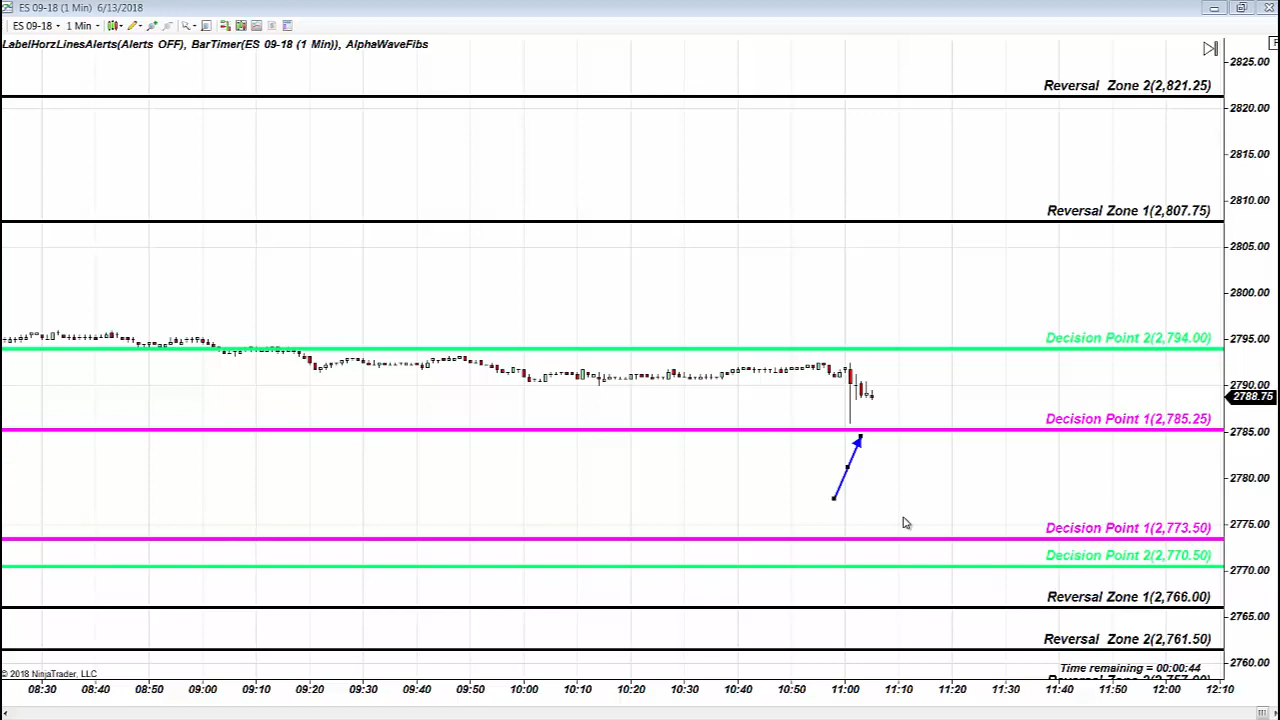 ES 09-18 (1 Min)  6/13/2018
ES 09-18 1 Min
LabelHorzLinesAlerts(Alerts OFF), BarTimer(ES 09-18 (1 Min)), AlphaWaveFibs
F
2825.00
Reversal Zone 2(2,821.25)
2820.00
2815.00
2810.00
Reversal Zone 1(2,807.75)
2805.00
2800.00
2795.00
Decision Point 2(2,794.00)
2790.00
2788.75
Decision Point 1(2,785.25)
2785.00
2780.00
2775.00
Decision Point 1(2,773.50)
Decision Point 2(2,770.50)
2770.00
Reversal Zone 1(2,766.00)
2765.00
Reversal Zone 2(2,761.50)
2760.00
© 2018 NinjaTrader, LLC
Time remaining = 00:00:44
08:30 08:40 08:50 09:00 09:10 09:20 09:30 09:40 09:50 10:00 10:10 10:20 10:30 10:40 10:50 11:00 11:10 11:20 11:30 11:40 11:50 12:00 12:10